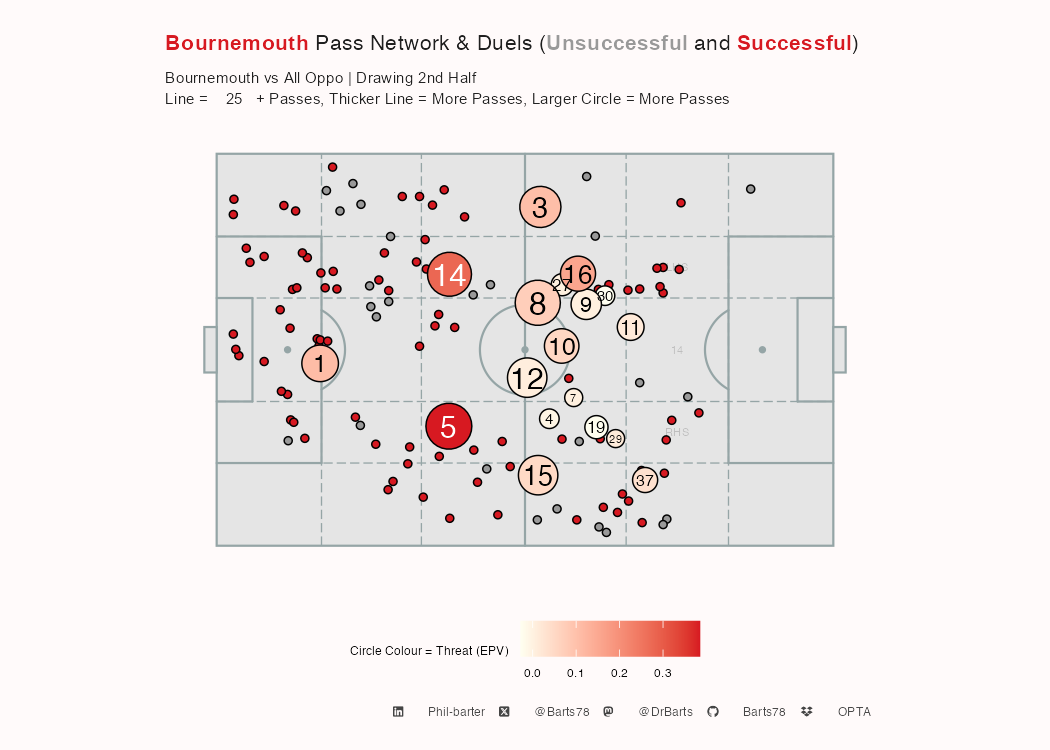 Bournemouth Pass Network & Duels (Unsuccessful and Successful)
Bournemouth vs All Oppo | Drawing 2nd Half
Line = 25 + Passes, Thicker Line = More Passes, Larger Circle = More Passes
3
14
16
27
30
8
9
11
10
14
1
12
7
4
5
19
29
BHS
15
37
Circle Colour = Threat (EPV)
0.0 0.1 0.2 0.3
Phil-barter @Barts78 @DrBarts Barts78 OPTA